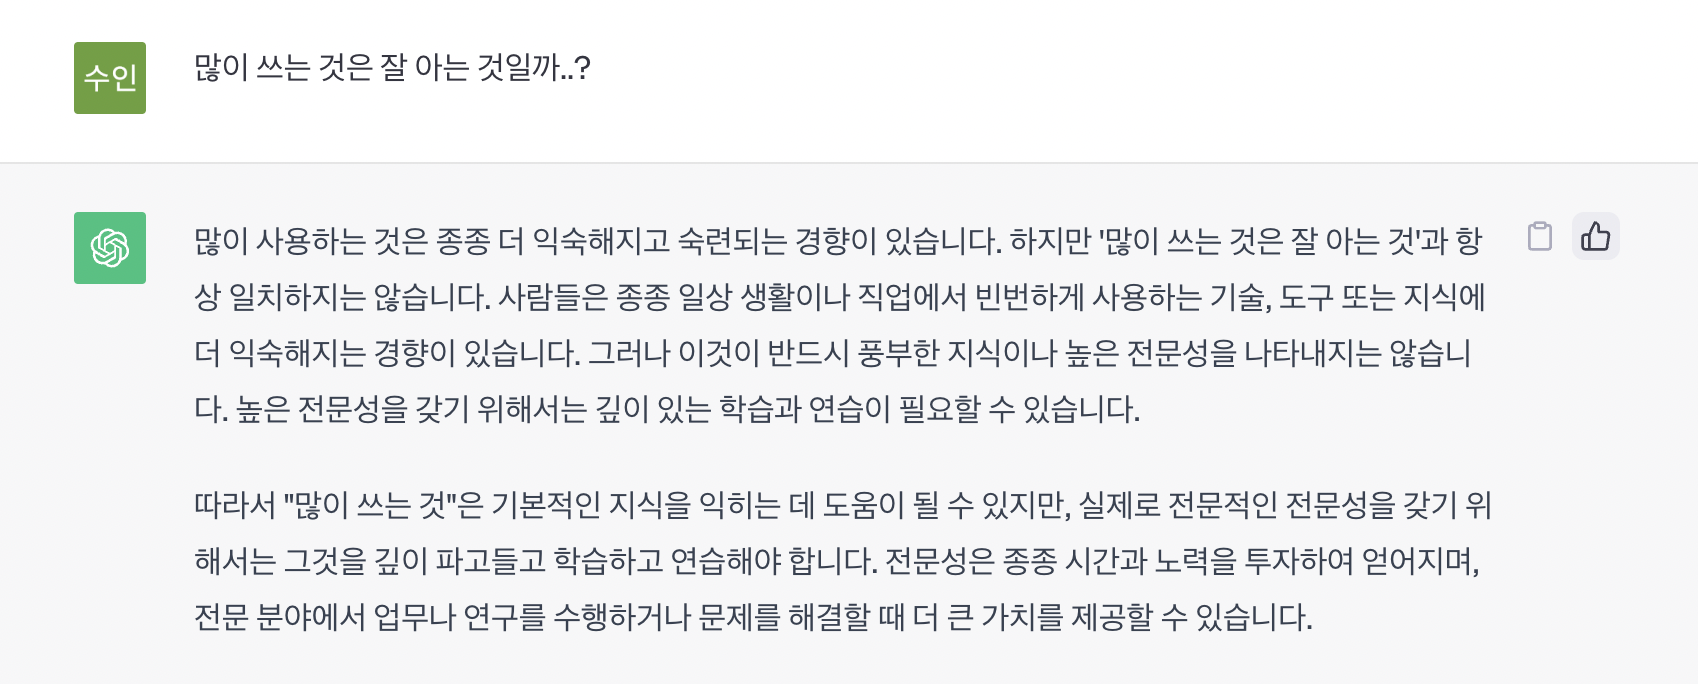 수인
많이 쓰는 것은 잘 아는 것일까..?
많이 사용하는 것은 종종 더 익숙해지고 숙련되는 경향이 있습니다. 하지만 '많이 쓰는 것은 잘 아는 것'과 항
상 일치하지는 않습니다. 사람들은 종종 일상 생활이나 직업에서 빈번하게 사용하는 기술, 도구 또는 지식에
더 익숙해지는 경향이 있습니다. 그러나 이것이 반드시 풍부한 지식이나 높은 전문성을 나타내지는 않습니
다. 높은 전문성을 갖기 위해서는 깊이 있는 학습과 연습이 필요할 수 있습니다.
따라서 "많이 쓰는 것"은 기본적인 지식을 익히는 데 도움이 될 수 있지만, 실제로 전문적인 전문성을 갖기 위
해서는 그것을 깊이 파고들고 학습하고 연습해야 합니다. 전문성은 종종 시간과 노력을 투자하여 얻어지며,
전문 분야에서 업무나 연구를 수행하거나 문제를 해결할 때 더 큰 가치를 제공할 수 있습니다.